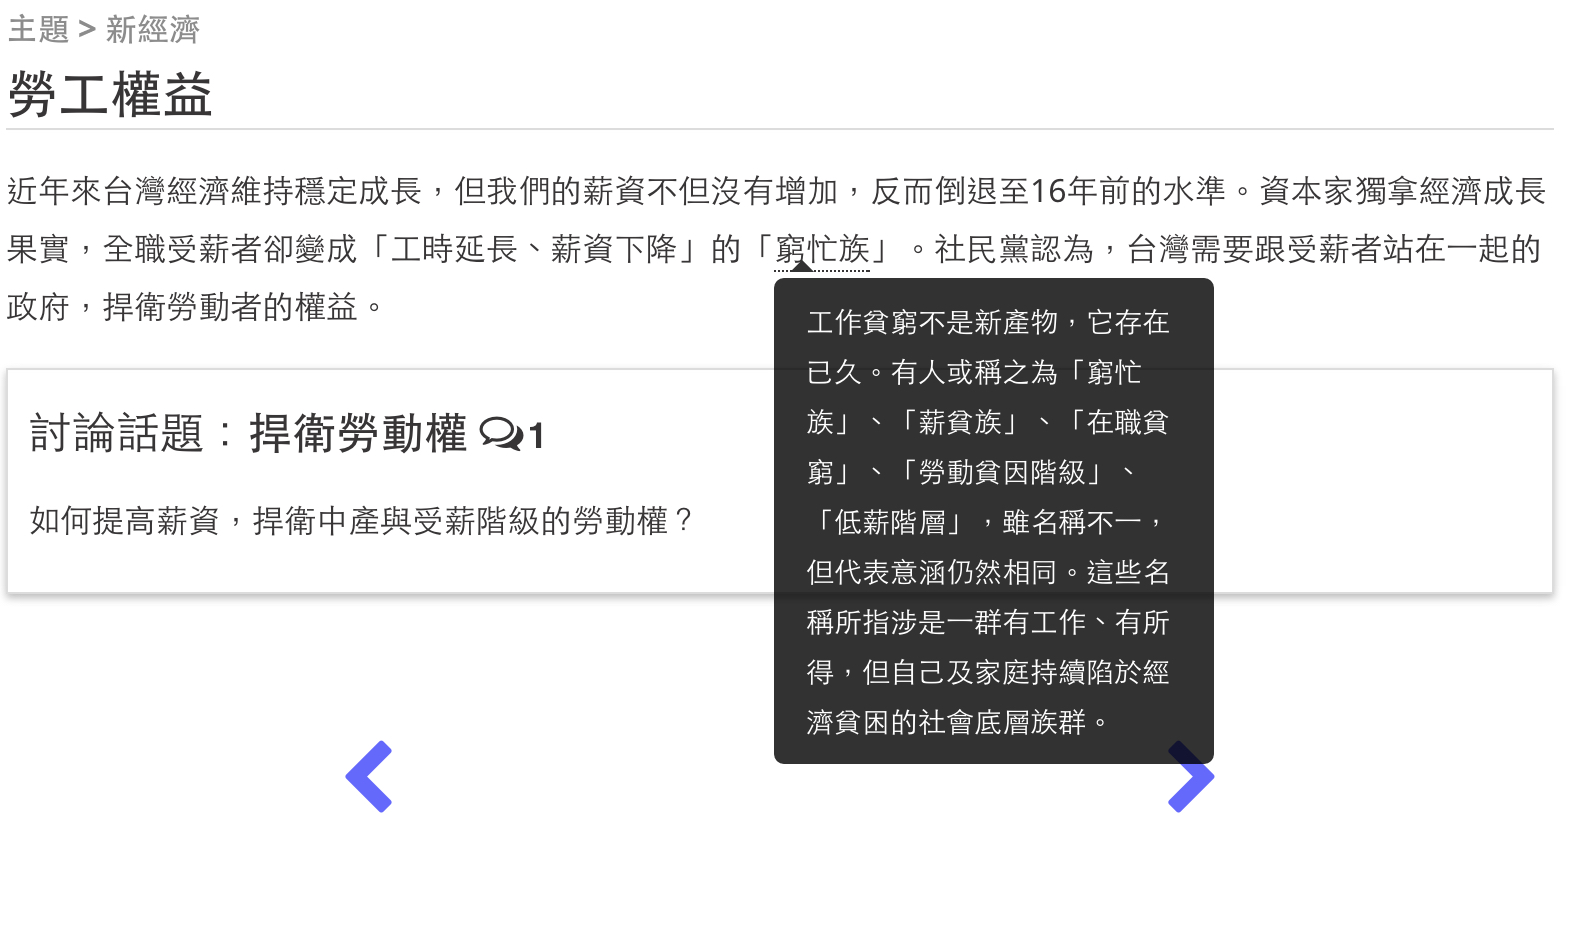 主題 > 新經濟
勞工權益
近年來台灣經濟維持穩定成長，但我們的薪資不但沒有增加，反而倒退至16年前的水準。資本家獨拿經濟成長
果實，全職受薪者卻變成「工時延長、薪資下降」的「窮忙族」。社民黨認為，台灣需要跟受薪者站在一起的
政府，捍衛勞動者的權益。
工作貧窮不是新產物，它存在
已久。有人或稱之為「窮忙
族」、「薪貧族」、「在職貧
窮」、「勞動貧因階級」、
「低薪階層」，雖名稱不一，
但代表意涵仍然相同。這些名
稱所指涉是一群有工作、有所
得，但自己及家庭持續陷於經
濟貧困的社會底層族群。
討論話題：捍衛勞動權 1
如何提高薪資，捍衛中產與受薪階級的勞動權？